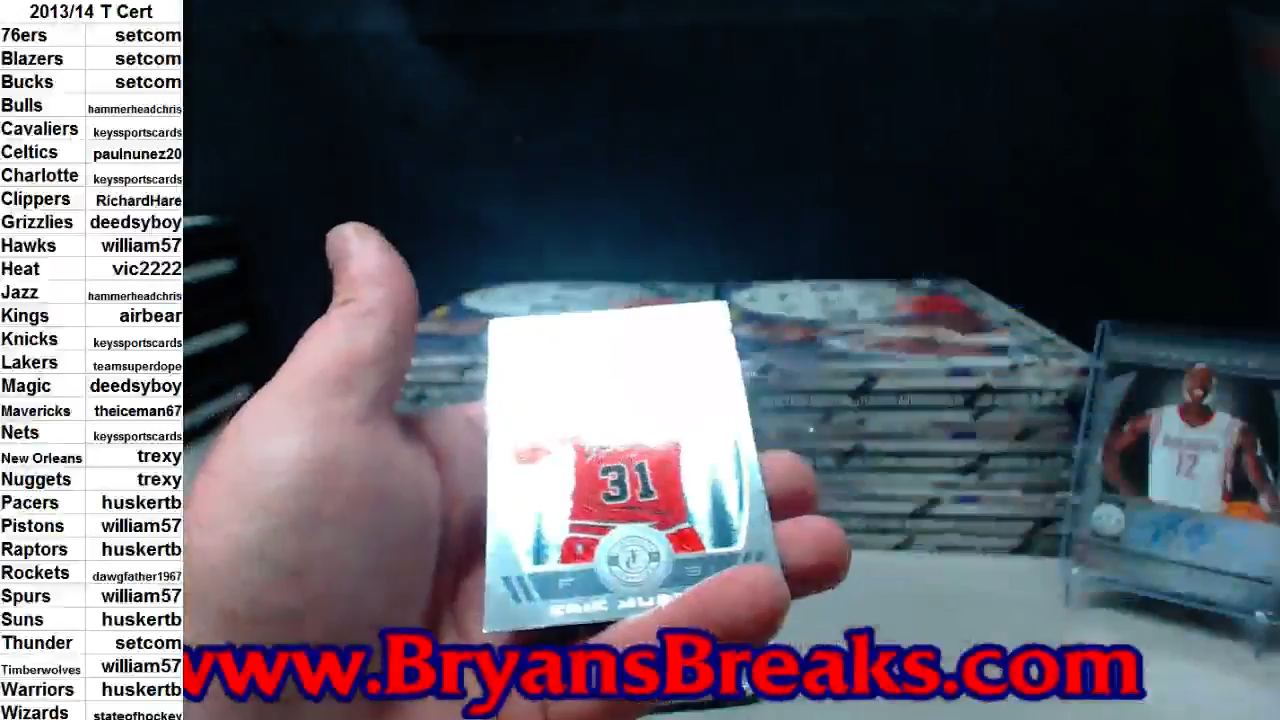 2013/14 T Cert
76ers setcom
Blazers setcom
Bucks setcom
Bulls hammerheadchris
Cavaliers keyssportscards
Celtics paulnunez20
Charlotte keyssportscards
Clippers RichardHare
Grizzlies deedsyboy
Hawks william57
Heat vic2222
Jazz hammerheadchris
Kings airbear
Knicks keyssportscards
Lakers teamsuperdope
Magic deedsyboy
Mavericks theiceman67
Nets keyssportscards
New Orleans trexy
Nuggets trexy
Pacers huskertb
Pistons william57
Raptors huskertb
Rockets dawgfather1967
Spurs william57
Suns huskertb
Thunder setcom
Timberwolves william57
Warriors huskertb
Wizards stateofhockey
31
12
www.BryansBreaks.com